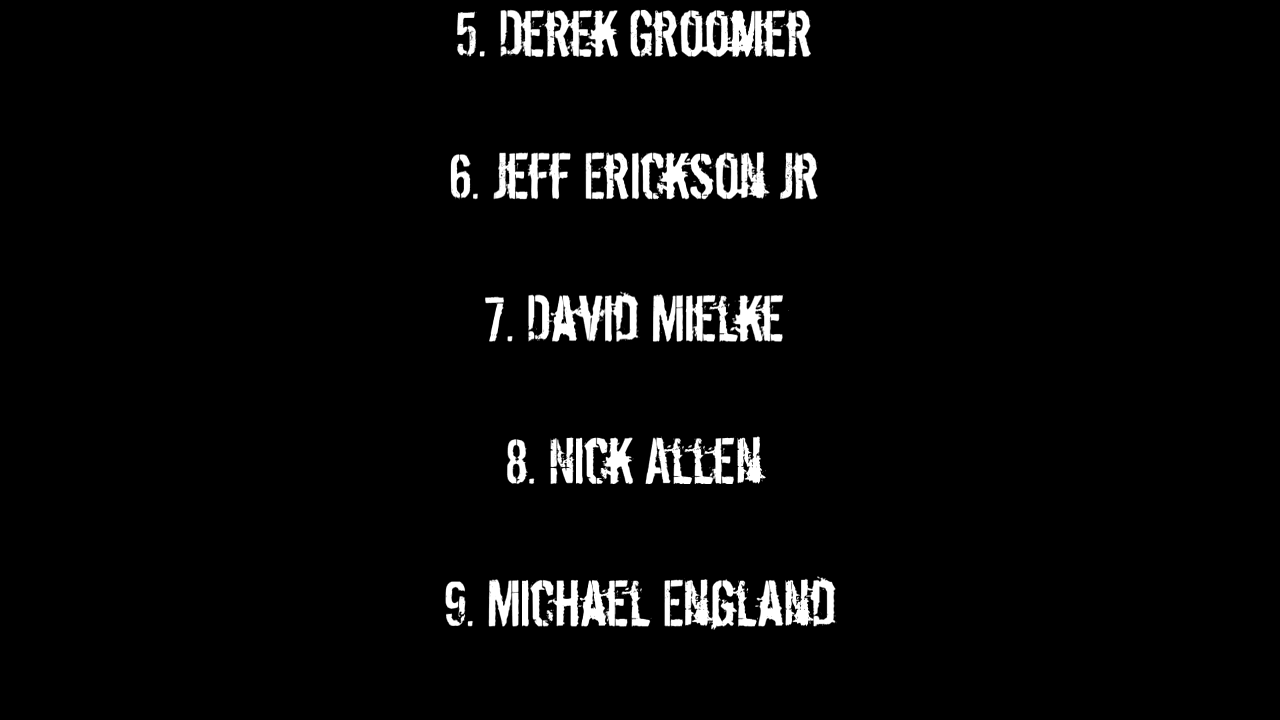 5. DEREK GROOMER
6. JEFF ERICKSON JR
7. DAVID MIELKE
8. NICK ALLEN
9. MICHAEL ENGLAND